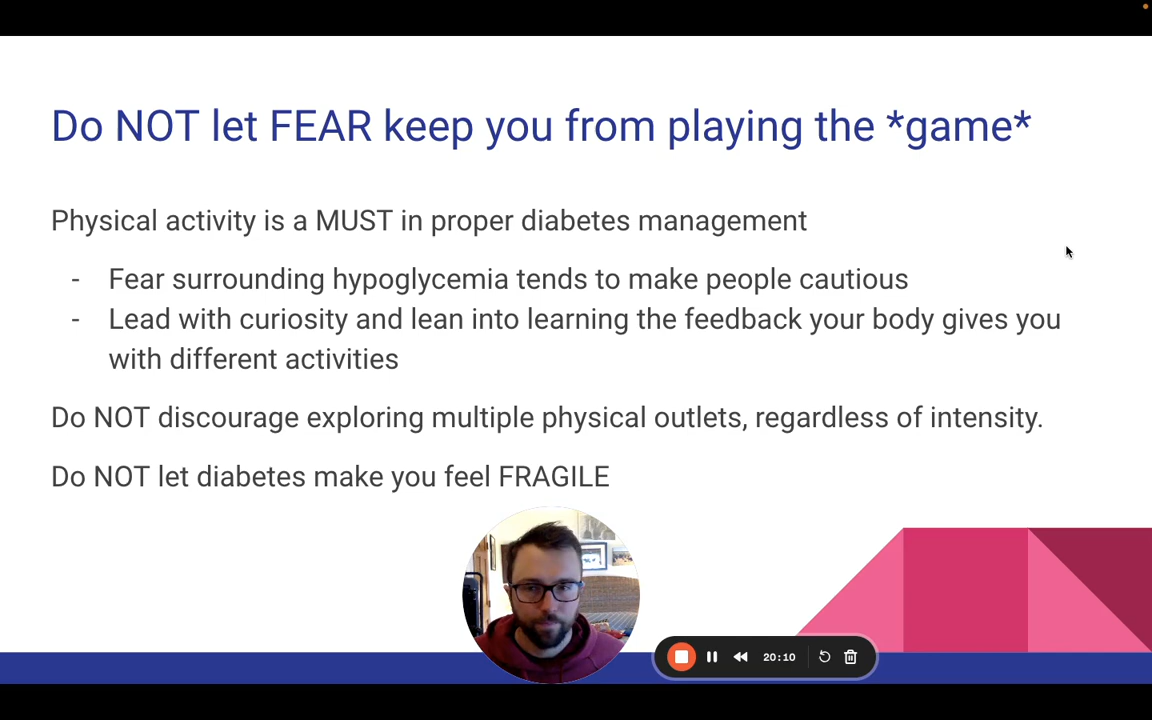 Do NOT let FEAR keep you from playing the *game*
Physical activity is a MUST in proper diabetes management
- Fear surrounding hypoglycemia tends to make people cautious
- Lead with curiosity and lean into learning the feedback your body gives you
with different activities
Do NOT discourage exploring multiple physical outlets, regardless of intensity.
Do NOT let diabetes make you feel FRAGILE
20:10